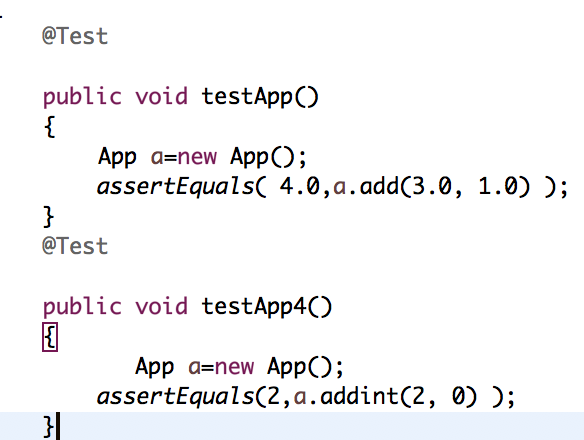 @Test
public void testApp()
{
App a=new App();
assertEquals( 4.0,a.add(3.0, 1.0) );
}
@Test
public void testApp4()
{
App a=new App();
assertEquals(2,a.addint(2, 0) );
}